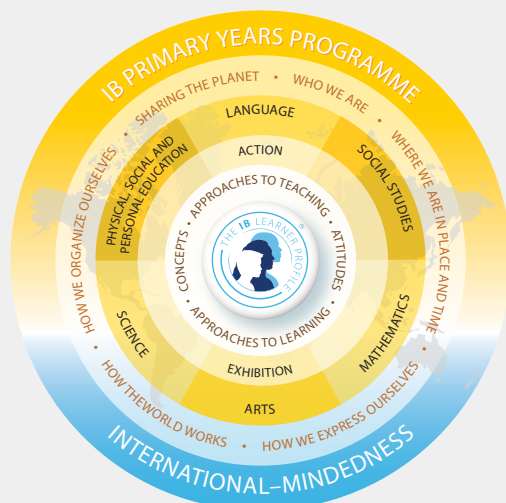 IB PRIMARY YEARS PROGRAMME
SHARING THE PLANET • WHO WE ARE • WHERE WE ARE IN PLACE AND TIME • HOW WE EXPRESS OURSELVES • HOW THEWORLD WORKS • HOW WE ORGANIZE OURSELVES •
LANGUAGE
SOCIAL STUDIES
MATHEMATICS
ARTS
SCIENCE
PHYSICAL, SOCIAL AND
PERSONAL EDUCATION
ACTION
EXHIBITION
APPROACHES TO TEACHING • ATTITUDES • APPROACHES TO LEARNING • CONCEPTS •
THE IB LEARNER PROFILE
®
INTERNATIONAL–MINDEDNESS